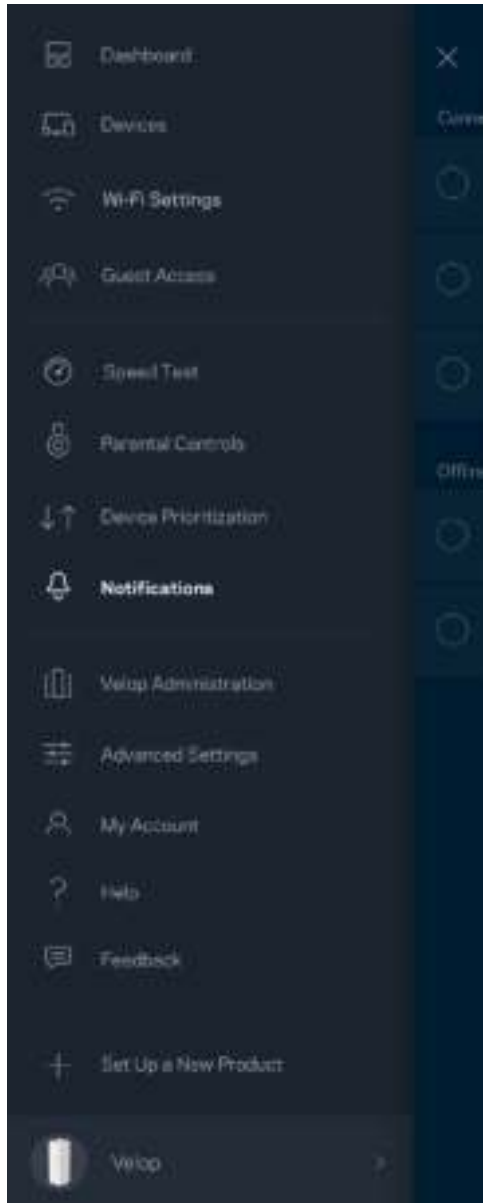 Dashboard
Devices
Wi-Fi Settings
Guest Access
Speed Test
Parental Controls
Device Prioritization
Notifications
Velop Administration
Advanced Settings
My Account
Help
Feedback
Set Up a New Product
Velop